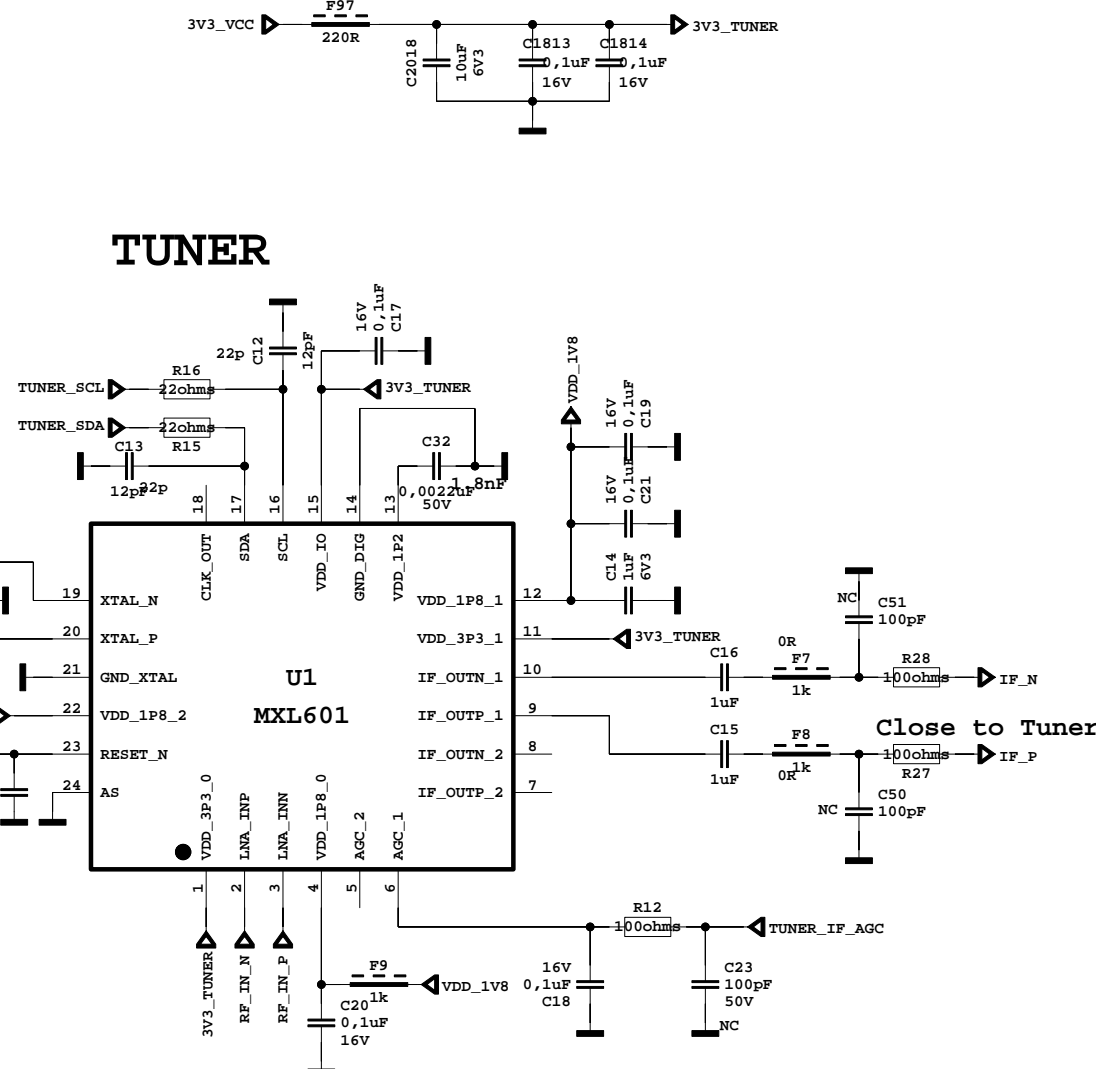 F97
3V3_VCC
220R
3V3_TUNER
C2018
10uF
6V3
C1813
0,1uF
16V
C1814
0,1uF
16V
TUNER
16V
0,1uF
C17
22p
C12
12pF
R16
TUNER_SCL
22ohms
3V3_TUNER
TUNER_SDA
22ohms
R15
C13
12pF
22p
C32
0,0022uF
1.8nF
50V
VDD_1V8
16V
0,1uF
C19
16V
0,1uF
C21
C14
1uF
6V3
18
17
16
15
14
13
CLK_OUT
SDA
SCL
VDD_IO
GND_DIG
VDD_1P2
19
XTAL_N
20
XTAL_P
21
GND_XTAL
22
VDD_1P8_2
23
RESET_N
24
AS
U1
MXL601
VDD_1P8_1
12
VDD_3P3_1
11
3V3_TUNER
IF_OUTN_1
10
IF_OUTP_1
9
IF_OUTN_2
8
IF_OUTP_2
7
VDD_3P3_0
LNA_INP
LNA_INN
VDD_1P8_0
AGC_2
AGC_1
1
2
3
4
5
6
NC
C51
100pF
C16
1uF
0R
F7
1k
R28
100ohms
IF_N
Close to Tuner
C15
1uF
F8
1k
0R
100ohms
R27
IF_P
NC
C50
100pF
3V3_TUNER
RF_IN_N
RF_IN_P
F9
1k
VDD_1V8
C20
0,1uF
16V
R12
100ohms
TUNER_IF_AGC
16V
0,1uF
C18
C23
100pF
50V
NC